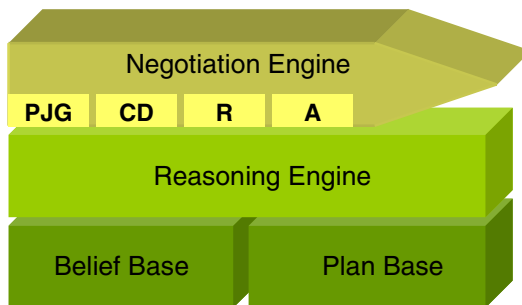 Negotiation Engine
PJG CD R A
Reasoning Engine
Belief Base Plan Base